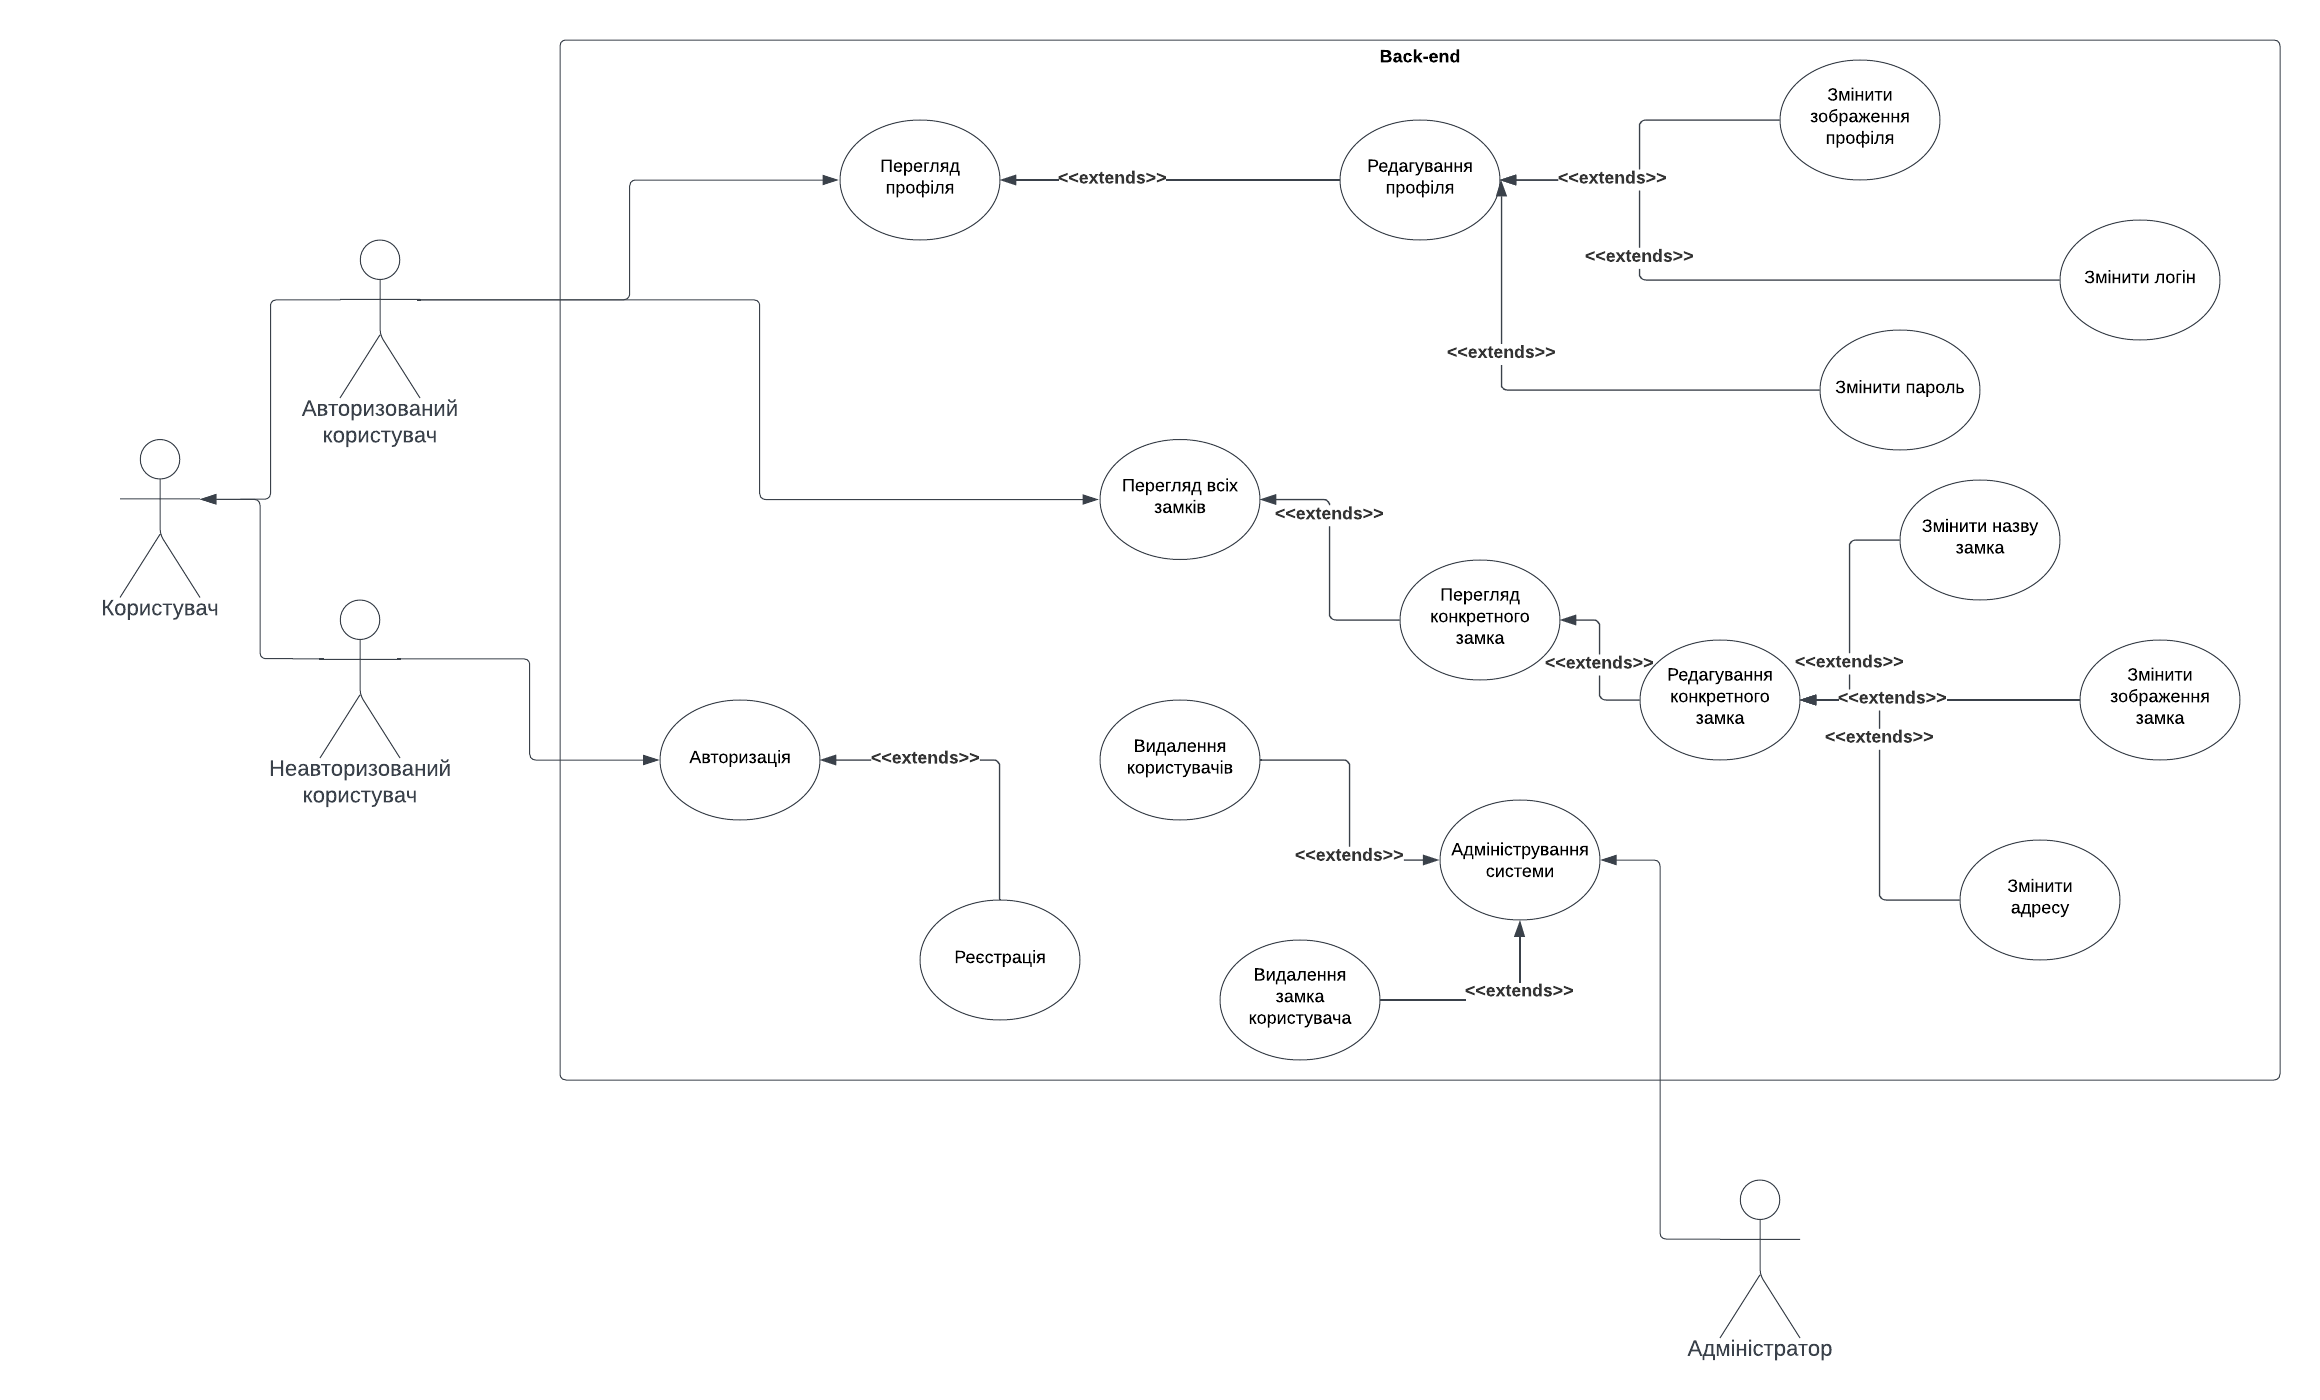 Back-end
Змінити
зображення
профіля
Перегляд
профіля
<<extends>>
Редагування
профіля
<<extends>>
<<extends>>
Змінити логін
<<extends>>
Змінити пароль
Авторизований
користувач
Користувач
Перегляд всіх
замків
<<extends>>
Змінити назву
замка
Перегляд
конкретного
замка
<<extends>>
Редагування
конкретного
замка
<<extends>>
<<extends>>
<<extends>>
Змінити
зображення
замка
Неавторизований
користувач
Авторизація
<<extends>>
Видалення
користувачів
<<extends>>
Адміністрування
системи
Змінити
адресу
Реєстрація
Видалення
замка
користувача
<<extends>>
Адміністратор